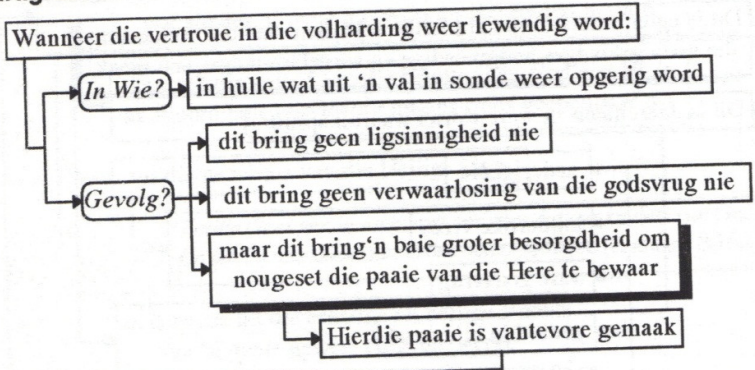 Wanneer die vertroue in die volharding weer lewendig word:
In Wie?
in hulle wat uit ‘n val in sonde weer opgerig word
dit bring geen ligsinnigheid nie
Gevolg?
dit bring geen verwaarlosing van die godsvrug nie
maar dit bring‘n baie groter besorgdheid om
nougeset die paaie van die Here te bewaar
Hierdie paaie is vantevore gemaak